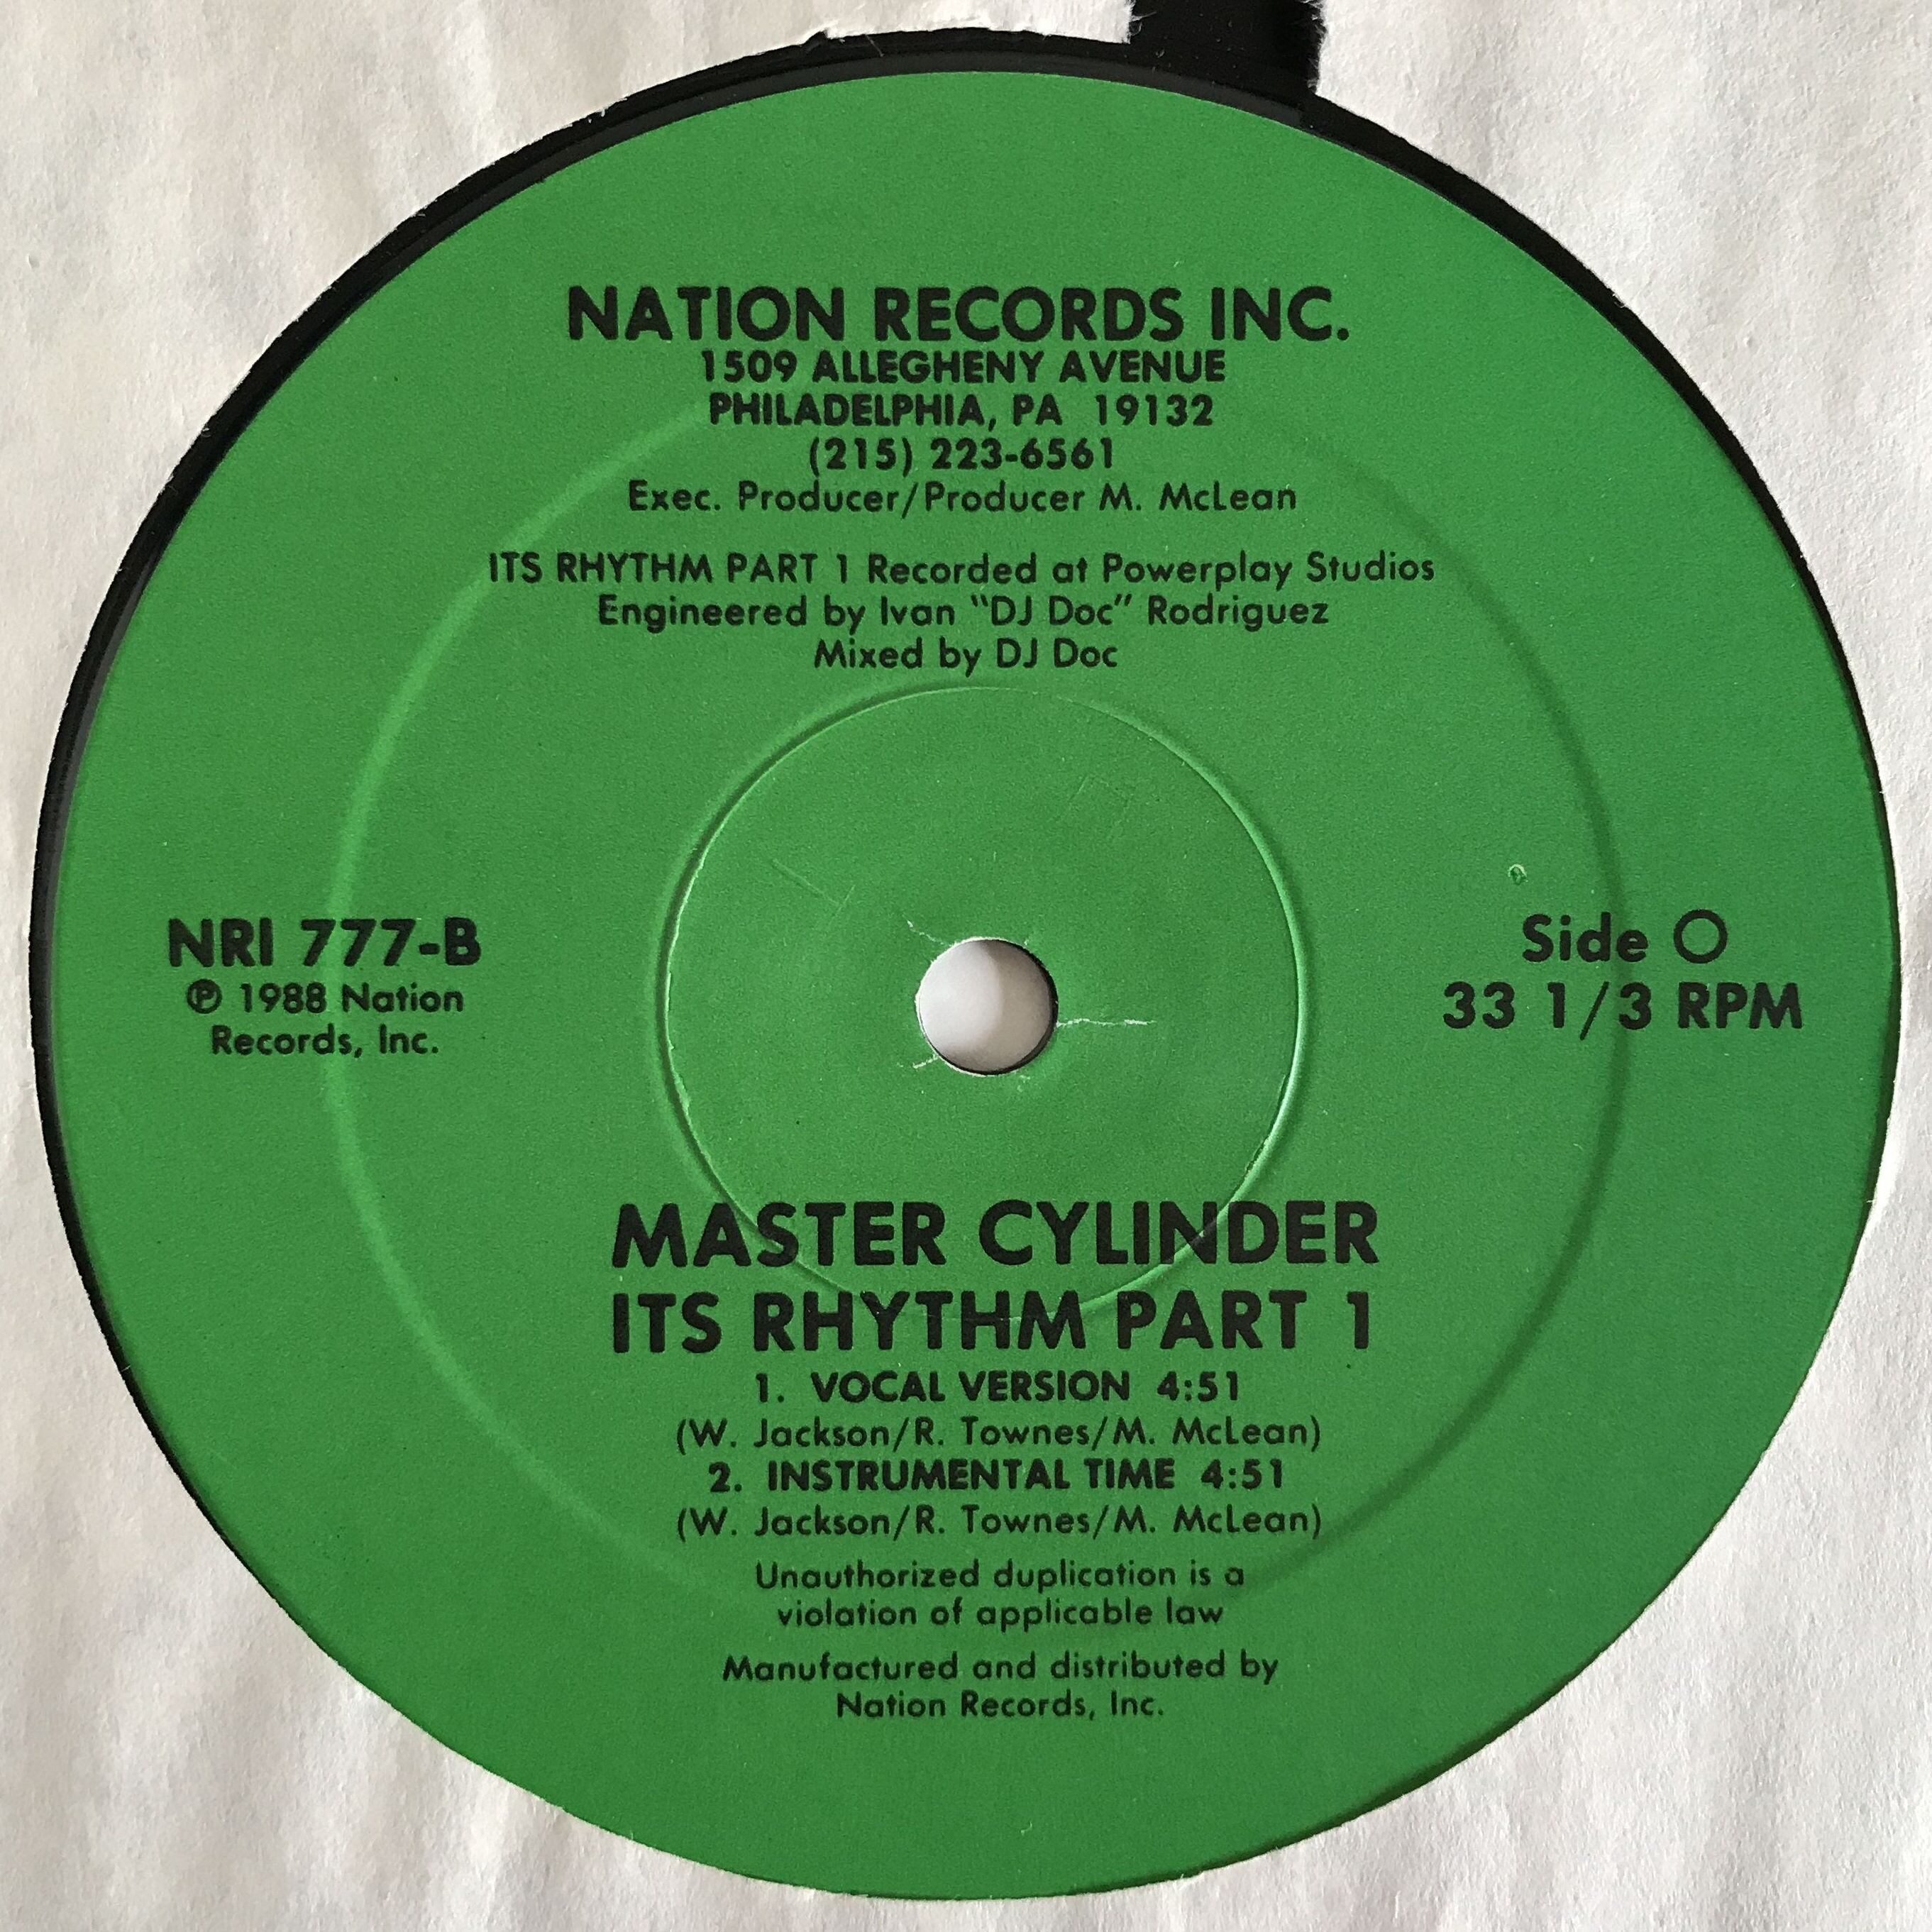 NATION RECORDS INC.
1509 ALLEGHENY AVENUE
PHILADELPHIA, PA 19132
(215) 223-6561
Exec. Producer/Producer M. McLean
ITS RHYTHM PART 1 Recorded at Powerplay Studios
Engineered by Ivan "DJ Doc" Rodriguez
Mixed by DJ Doc
NRI 777-B
℗ 1988 Nation
Records, Inc.
Side O
33 1/3 RPM
MASTER CYLINDER
ITS RHYTHM PART 1
1. VOCAL VERSION 4:51
(W. Jackson/R. Townes/M. McLean)
2. INSTRUMENTAL TIME 4:51
(W. Jackson/R. Townes/M. McLean)
Unauthorized duplication is a
violation of applicable law
Manufactured and distributed by
Nation Records, Inc.